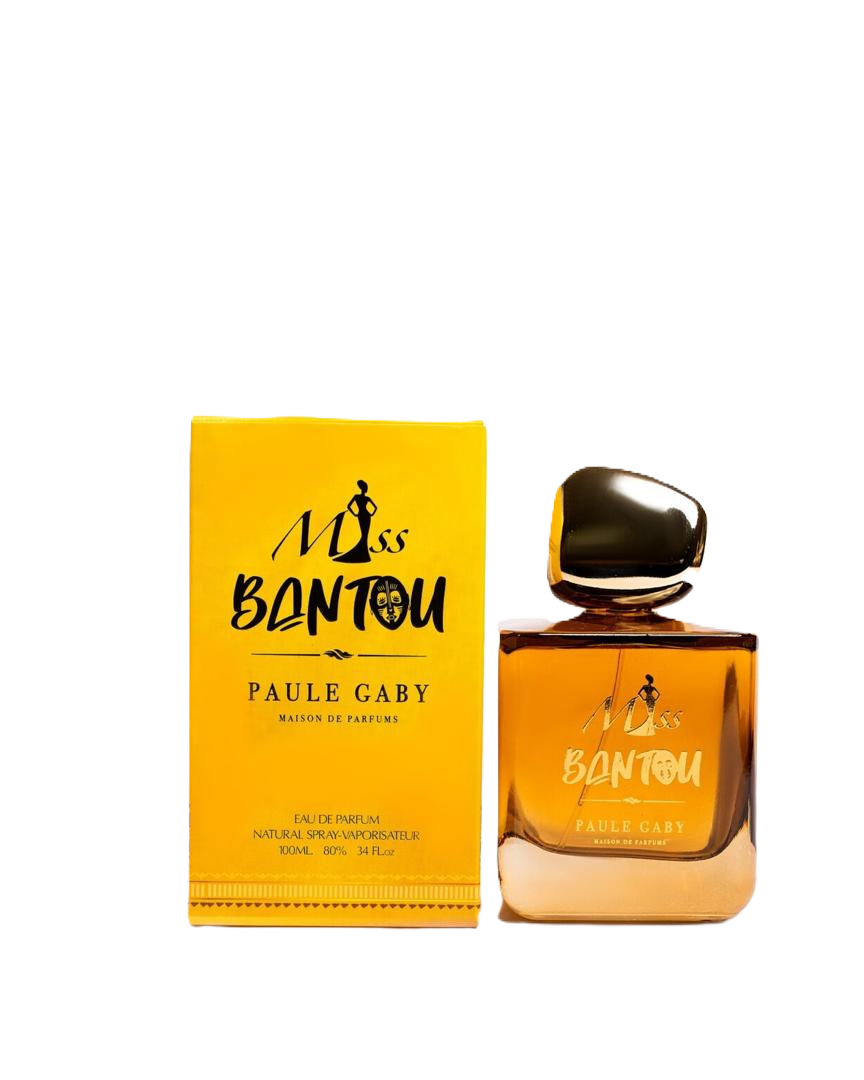 Miss
BANTOU
PAULE GABY
MAISON DE PARFUMS
EAU DE PARFUM
NATURAL SPRAY-VAPORISATEUR
100ML 80% 34 FL.oz
Miss
BANTOU
PAULE GABY
MAISON DE PARFUMS